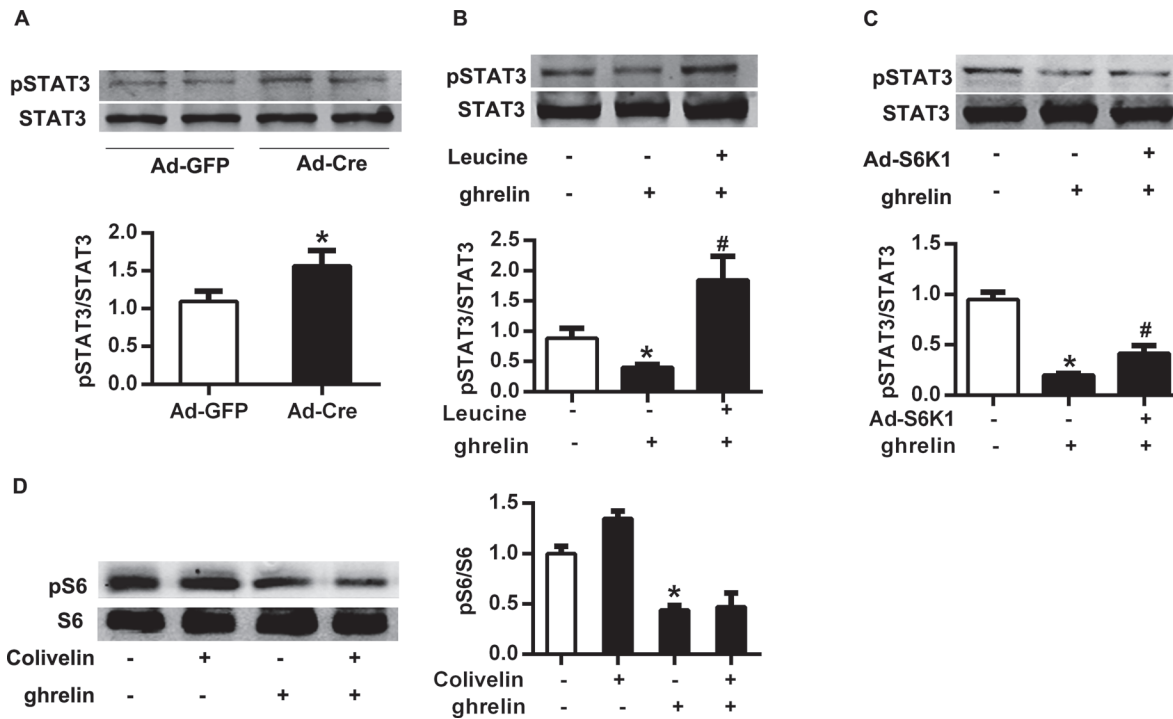 A
pSTAT3
STAT3
Ad-GFP Ad-Cre
pSTAT3/STAT3
2.0
1.5
1.0
0.5
0.0
*
Ad-GFP Ad-Cre
B
pSTAT3
STAT3
Leucine - - +
ghrelin - + +
pSTAT3/STAT3
2.5
2.0
1.5
1.0
0.5
0.0
*
#
Leucine - - +
ghrelin - + +
C
pSTAT3
STAT3
Ad-S6K1 - - +
ghrelin - + +
pSTAT3/STAT3
1.5
1.0
0.5
0.0
*
#
Ad-S6K1 - - +
ghrelin - + +
D
pS6
S6
Colivelin - + - +
ghrelin - - + +
pS6/S6
1.5
1.0
0.5
0.0
*
Colivelin - + - +
ghrelin - - + +